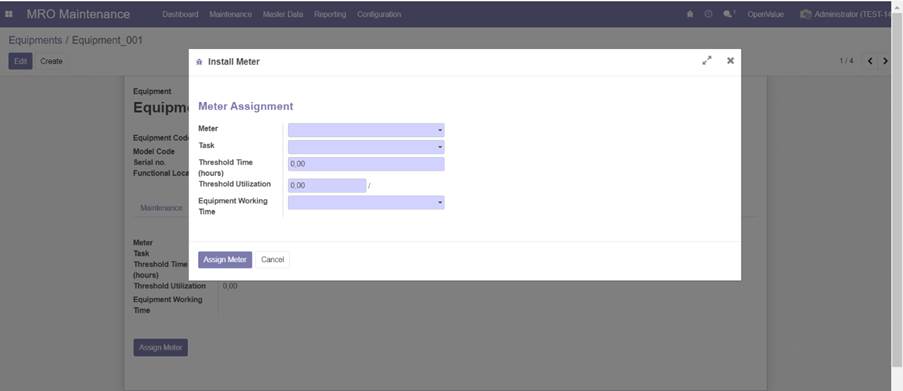 MRO Maintenance Dashboard Maintenance Master Data Reporting Configuration OpenValue Administrator (TEST-14
Equipments / Equipment_001
Edit Create 1 / 4
Install Meter
Equipment
Equipm
Equipment Code
Model Code
Serial no.
Functional Loca
Maintenance
Meter Assignment
Meter
Task
Threshold Time
(hours) 0,00
Threshold Utilization 0,00 /
Equipment Working
Time
Assign Meter Cancel
Meter
Task
Threshold Time
(hours)
Threshold Utilization 0,00
Equipment Working
Time
Assign Meter